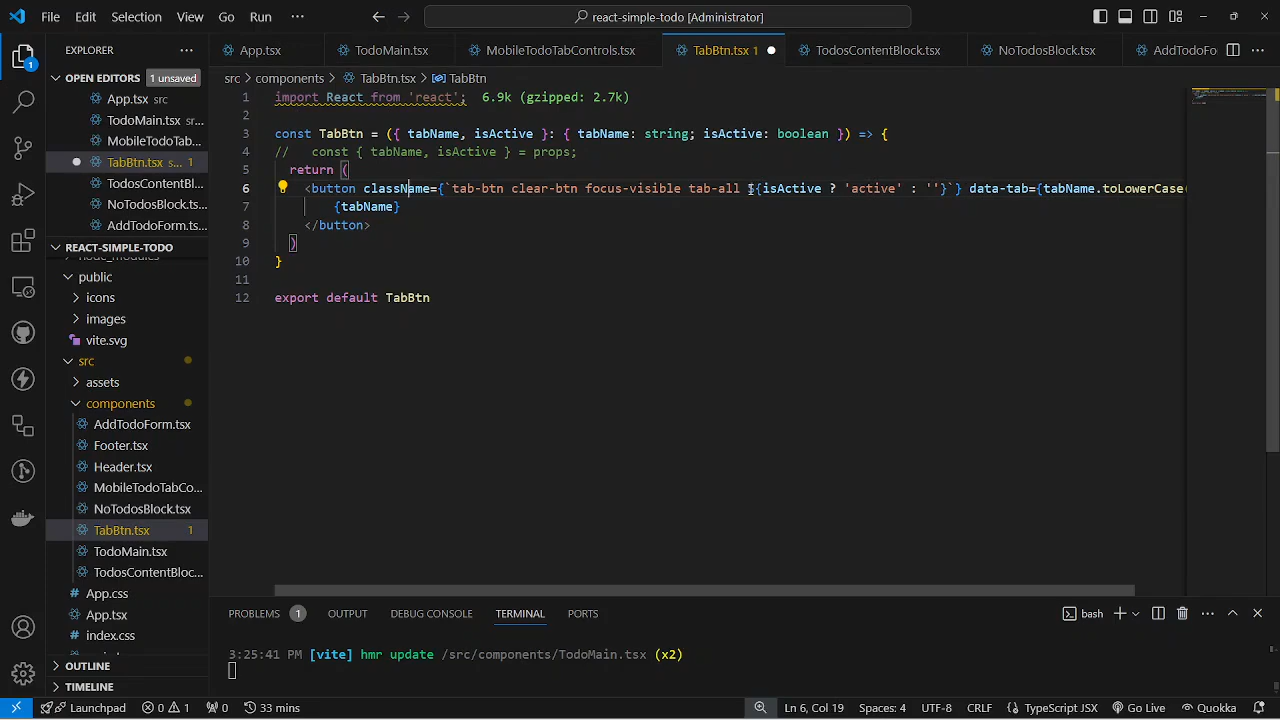 File Edit Selection View Go Run ··· react-simple-todo [Administrator]
EXPLORER ···
App.tsx TodoMain.tsx MobileTodoTabControls.tsx TabBtn.tsx 1 TodosContentBlock.tsx NoTodosBlock.tsx AddTodoFo ···
OPEN EDITORS 1 unsaved
App.tsx src
TodoMain.tsx s...
MobileTodoTabCo...
TabBtn.tsx s... 1
TodosContentBl...
NoTodosBlock.ts...
AddTodoForm.ts...
REACT-SIMPLE-TODO
node_modules
public
icons
images
vite.svg
src
assets
components
AddTodoForm.tsx
Footer.tsx
Header.tsx
MobileTodoTabCo...
NoTodosBlock.tsx
TabBtn.tsx 1
TodoMain.tsx
TodosContentBloc...
App.css
App.tsx
index.css
OUTLINE
TIMELINE
src > components > TabBtn.tsx > TabBtn
1 import React from 'react'; 6.9k (gzipped: 2.7k)
2
3 const TabBtn = ({ tabName, isActive }: { tabName: string; isActive: boolean }) => {
4 // const { tabName, isActive } = props;
5 return (
6 <button className={`tab-btn clear-btn focus-visible tab-all ${isActive ? 'active' : ''}`} data-tab={tabName.toLowerCase(
7 {tabName}
8 </button>
9 )
10 }
11
12 export default TabBtn
PROBLEMS 1 OUTPUT DEBUG CONSOLE TERMINAL PORTS bash ···
3:25:41 PM [vite] hmr update /src/components/TodoMain.tsx (x2)
Launchpad 0 1 0 33 mins Ln 6, Col 19 Spaces: 4 UTF-8 CRLF {} TypeScript JSX Go Live Quokka
1